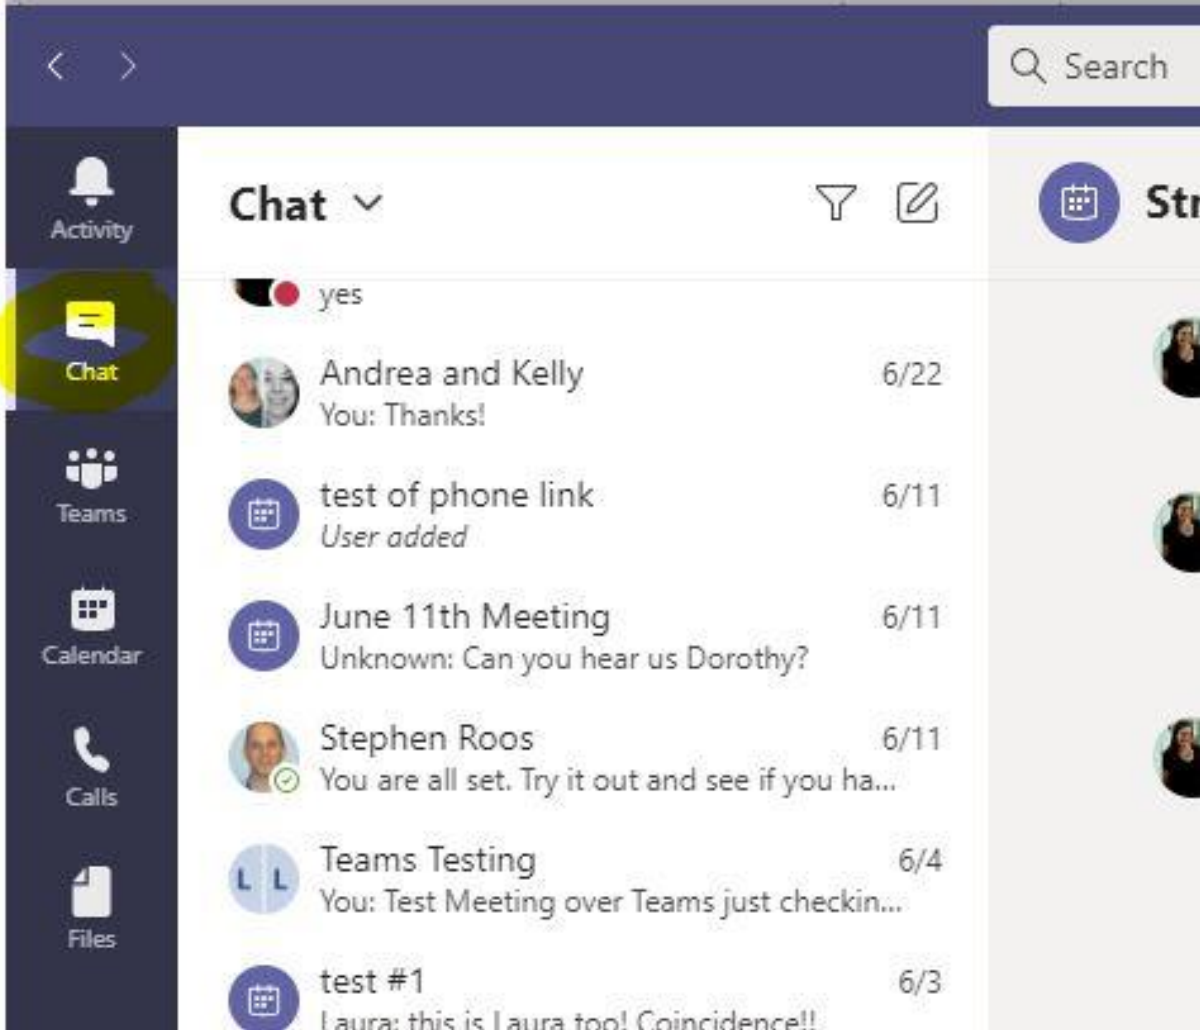 Search
Activity
Chat
Teams
Calendar
Calls
Files
Chat
yes
Andrea and Kelly 6/22
You: Thanks!
test of phone link 6/11
User added
June 11th Meeting 6/11
Unknown: Can you hear us Dorothy?
Stephen Roos 6/11
You are all set. Try it out and see if you ha...
L L Teams Testing 6/4
You: Test Meeting over Teams just checkin...
test #1 6/3
Laura: this is Laura too! Coincidence!!
Str